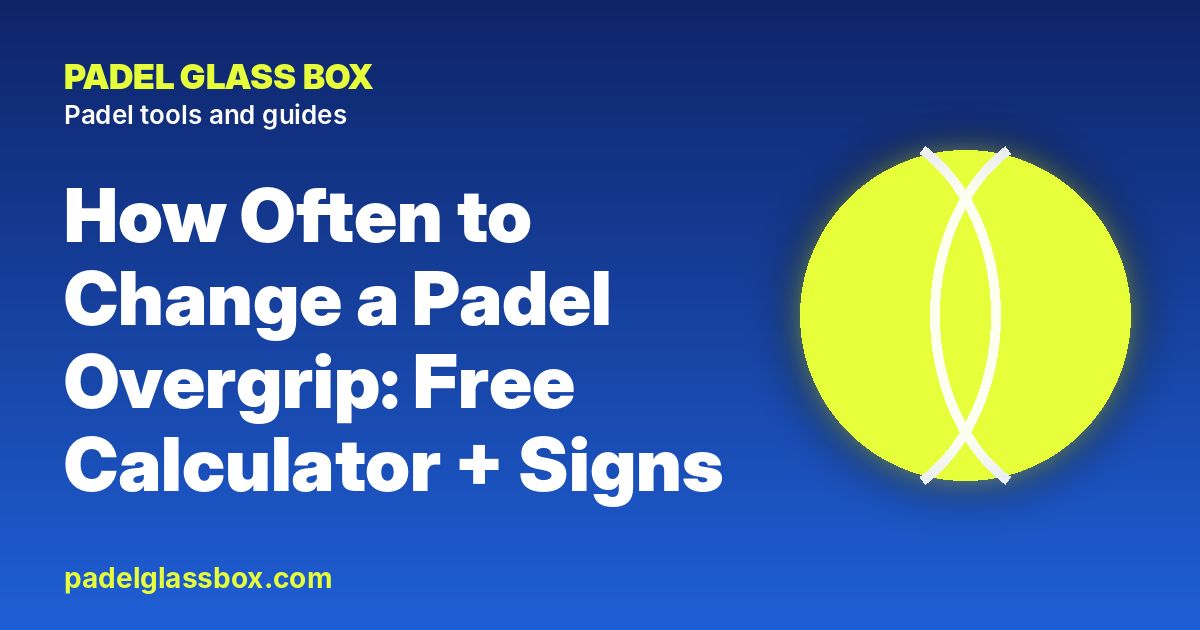 PADEL GLASS BOX
Padel tools and guides
How Often to
Change a Padel
Overgrip: Free
Calculator + Signs
padelglassbox.com